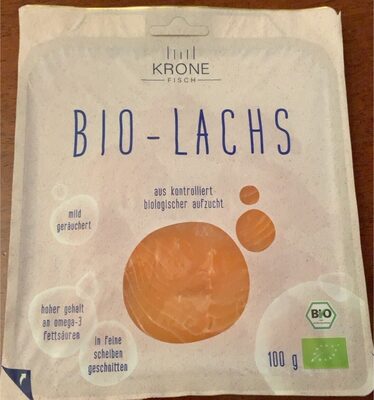 KRONE
FISCH
BIO-LACHS
aus kontrolliert
biologischer aufzucht
mild
geräuchert
hoher gehalt
an omega-3
fettsäuren
in feine
scheiben
geschnitten
BIO
100 g